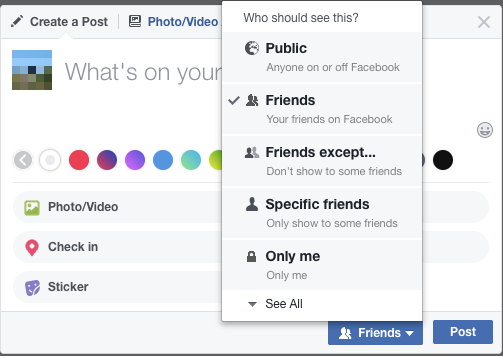 Create a Post
Photo/Video
What's on your
Who should see this?
Public
Anyone on or off Facebook
Friends
Your friends on Facebook
Friends except...
Don't show to some friends
Specific friends
Only show to some friends
Only me
Only me
See All
Photo/Video
Check in
Sticker
Friends
Post